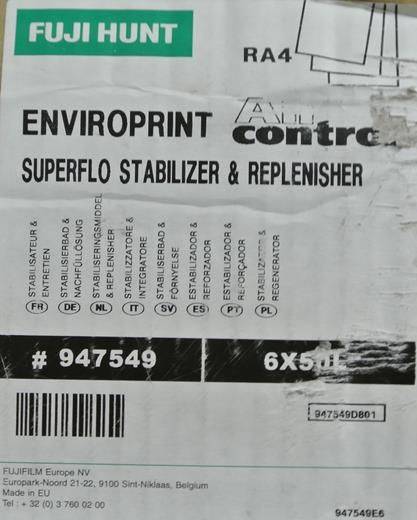 FUJI HUNT
RA4
ENVIROPRINT
SUPERFLO STABILIZER & REPLENISHER
STABILISATEUR &
ENTRETIEN
FR
STABILISIERBAD &
NACHFÜLLÖSUNG
DE
STABILISERINGSMIDDEL
& REPLENISHER
NL
STABILIZZATORE &
INTEGRATORE
IT
STABILISERBAD &
FÖRNYELSE
SV
ESTABILIZADOR &
REFORZADOR
ES
ESTABILIZADOR &
REFORÇADOR
PT
&
REGENERATOR
PL
# 947549
947549D801
FUJIFILM Europe NV
Europark-Noord 21-22, 9100 Sint-Niklaas, Belgium
Made in EU
Tel : + 32 (0) 3 760 02 00
947549E6